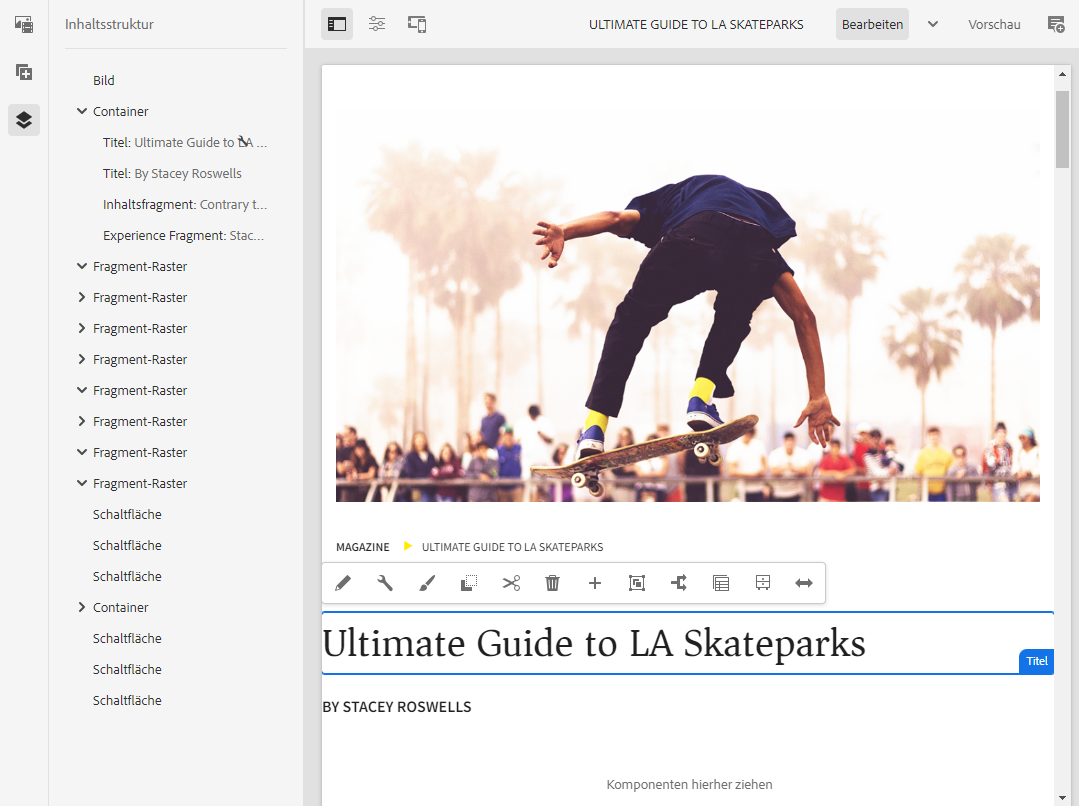 Inhaltsstruktur
ULTIMATE GUIDE TO LA SKATEPARKS
Bearbeiten
Vorschau
Bild
Container
Titel: Ultimate Guide to LA ...
Titel: By Stacey Roswells
Inhaltsfragment: Contrary t...
Experience Fragment: Stac...
Fragment-Raster
Fragment-Raster
Fragment-Raster
Fragment-Raster
Fragment-Raster
Fragment-Raster
Fragment-Raster
Fragment-Raster
Schaltfläche
Schaltfläche
Schaltfläche
Container
Schaltfläche
Schaltfläche
Schaltfläche
MAGAZINE ULTIMATE GUIDE TO LA SKATEPARKS
Ultimate Guide to LA Skateparks
Titel
BY STACEY ROSWELLS
Komponenten hierher ziehen